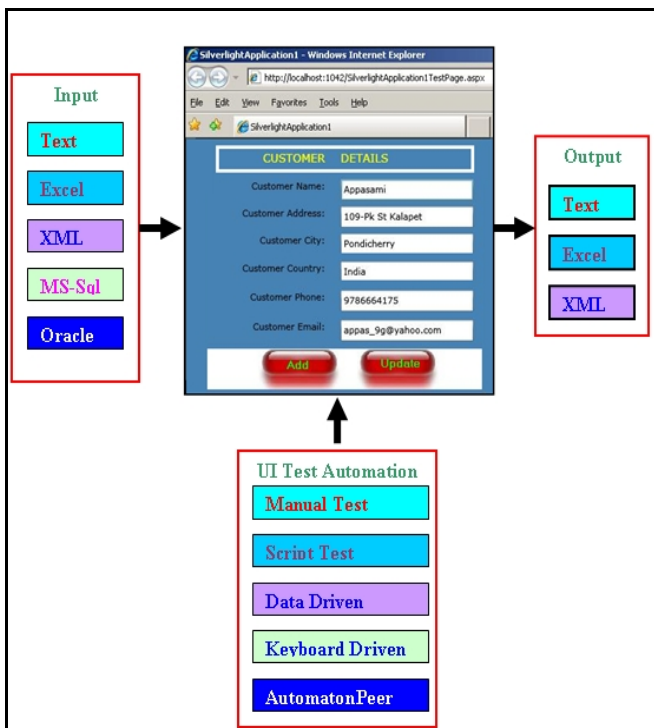 SilverlightApplication1 - Windows Internet Explorer
http://localhost:1042/SilverlightApplication1TestPage.aspx
File Edit View Favorites Tools Help
SilverlightApplication1
CUSTOMER DETAILS
Customer Name: Appasami
Customer Address: 109-Pk St Kalapet
Customer City: Pondicherry
Customer Country: India
Customer Phone: 9786664175
Customer Email: appas_9g@yahoo.com
Add Update
Input
Text
Excel
XML
MS-Sql
Oracle
Output
Text
Excel
XML
UI Test Automation
Manual Test
Script Test
Data Driven
Keyboard Driven
AutomatonPeer